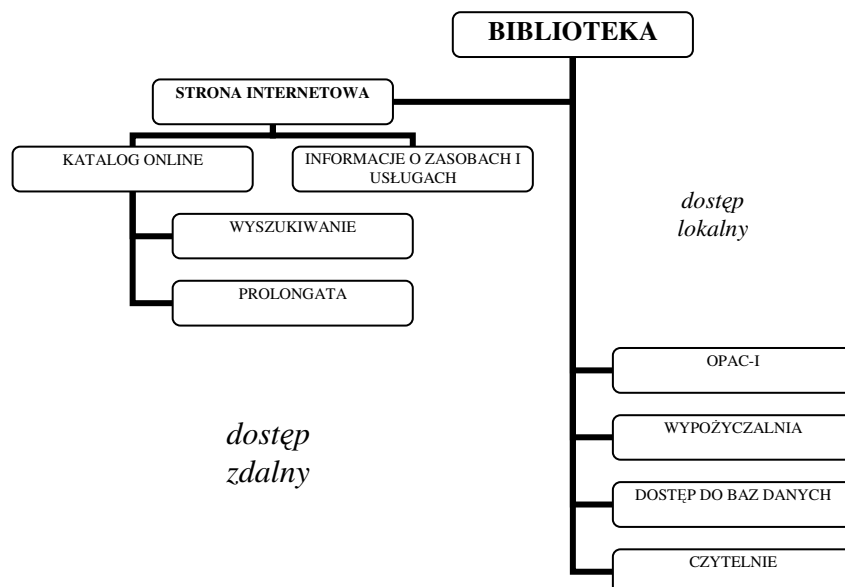 BIBLIOTEKA
STRONA INTERNETOWA
KATALOG ONLINE
INFORMACJE O ZASOBACH I
USŁUGACH
WYSZUKIWANIE
PROLONGATA
dostęp
lokalny
dostęp
zdalny
OPAC-I
WYPOŻYCZALNIA
DOSTĘP DO BAZ DANYCH
CZYTELNIE